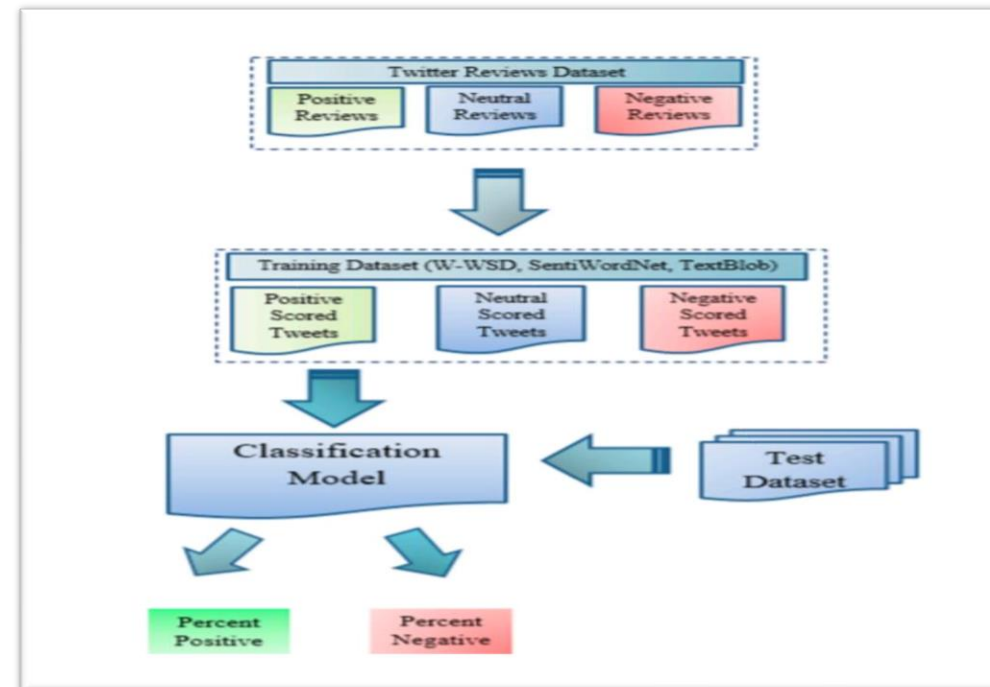 Twitter Reviews Dataset
Positive
Reviews
Neutral
Reviews
Negative
Reviews
Training Dataset (W-WSD, SentiWordNet, TextBlob)
Positive
Scored
Tweets
Neutral
Scored
Tweets
Negative
Scored
Tweets
Classification
Model
Test
Dataset
Percent
Positive
Percent
Negative